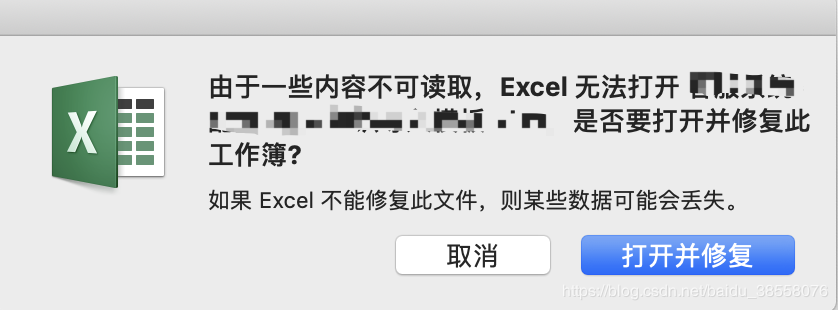 由于一些内容不可读取，Excel 无法打开
是否要打开并修复此
工作簿？
如果 Excel 不能修复此文件，则某些数据可能会丢失。
取消
打开并修复
https://blog.csdn.net/baidu_38558076